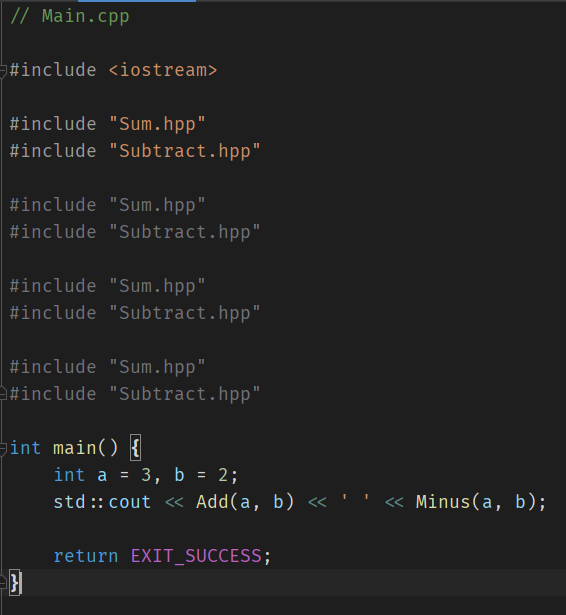 // Main.cpp
#include <iostream>
#include "Sum.hpp"
#include "Subtract.hpp"
#include "Sum.hpp"
#include "Subtract.hpp"
#include "Sum.hpp"
#include "Subtract.hpp"
#include "Sum.hpp"
#include "Subtract.hpp"
int main() {
    int a = 3, b = 2;
    std::cout << Add(a, b) << ' ' << Minus(a, b);
    return EXIT_SUCCESS;
}